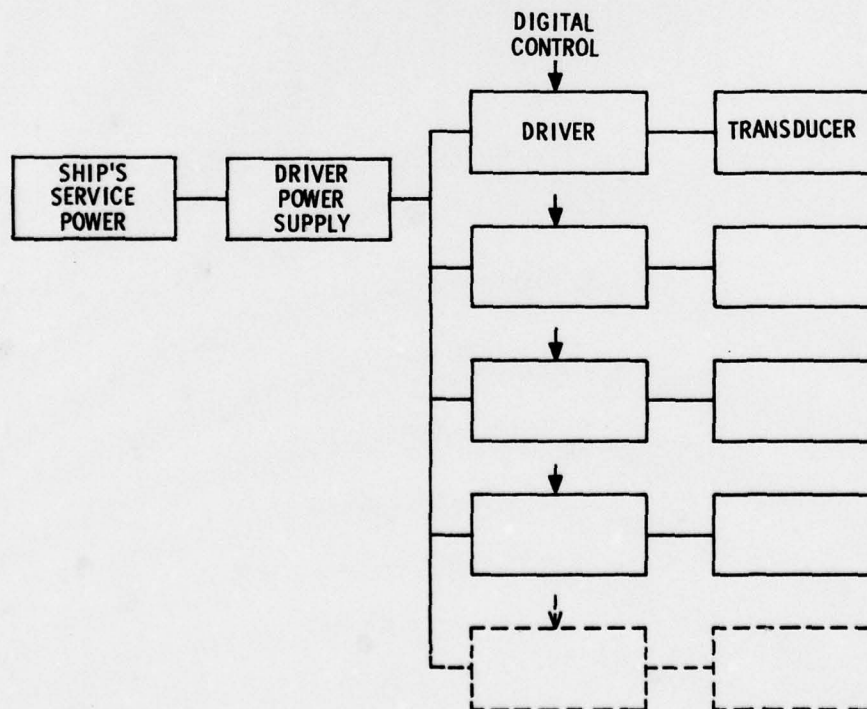 DIGITAL
CONTROL
DRIVER
TRANSDUCER
SHIP'S
SERVICE
POWER
DRIVER
POWER
SUPPLY